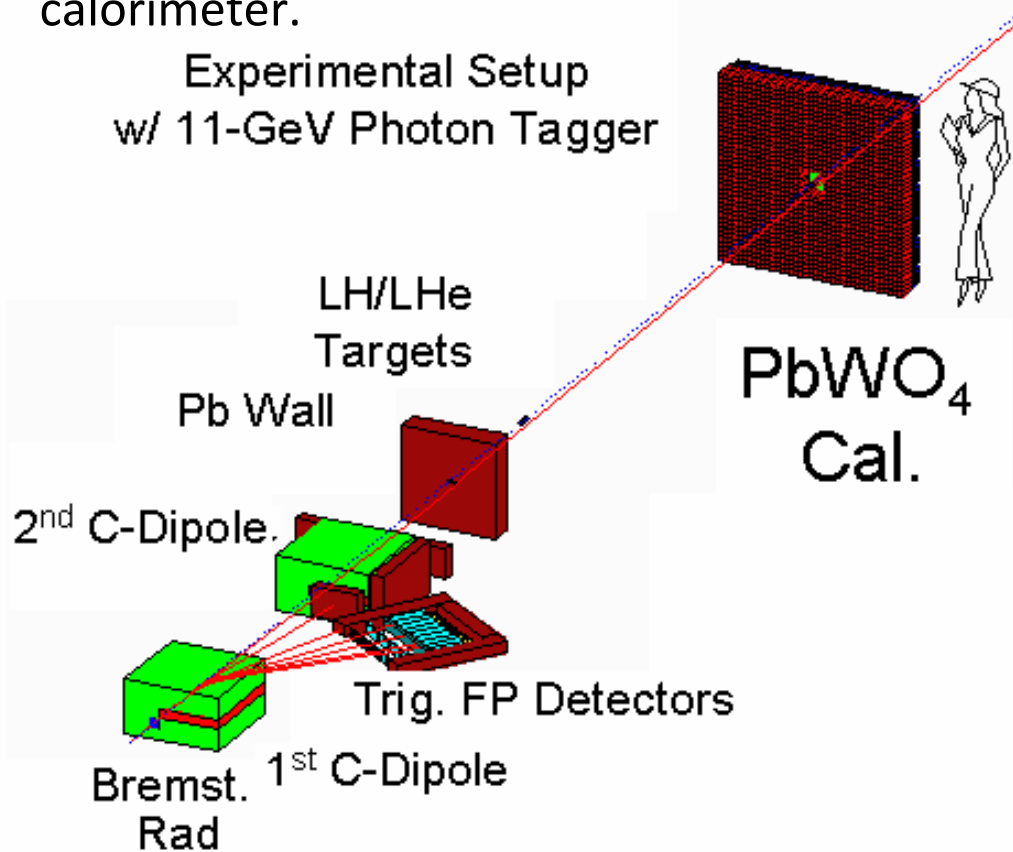 calorimeter.
Experimental Setup
w/ 11-GeV Photon Tagger
LH/LHe
Targets
Pb Wall
PbWO₄
Cal.
2ⁿᵈ C-Dipole.
Trig. FP Detectors
1ˢᵗ C-Dipole
Bremst.
Rad